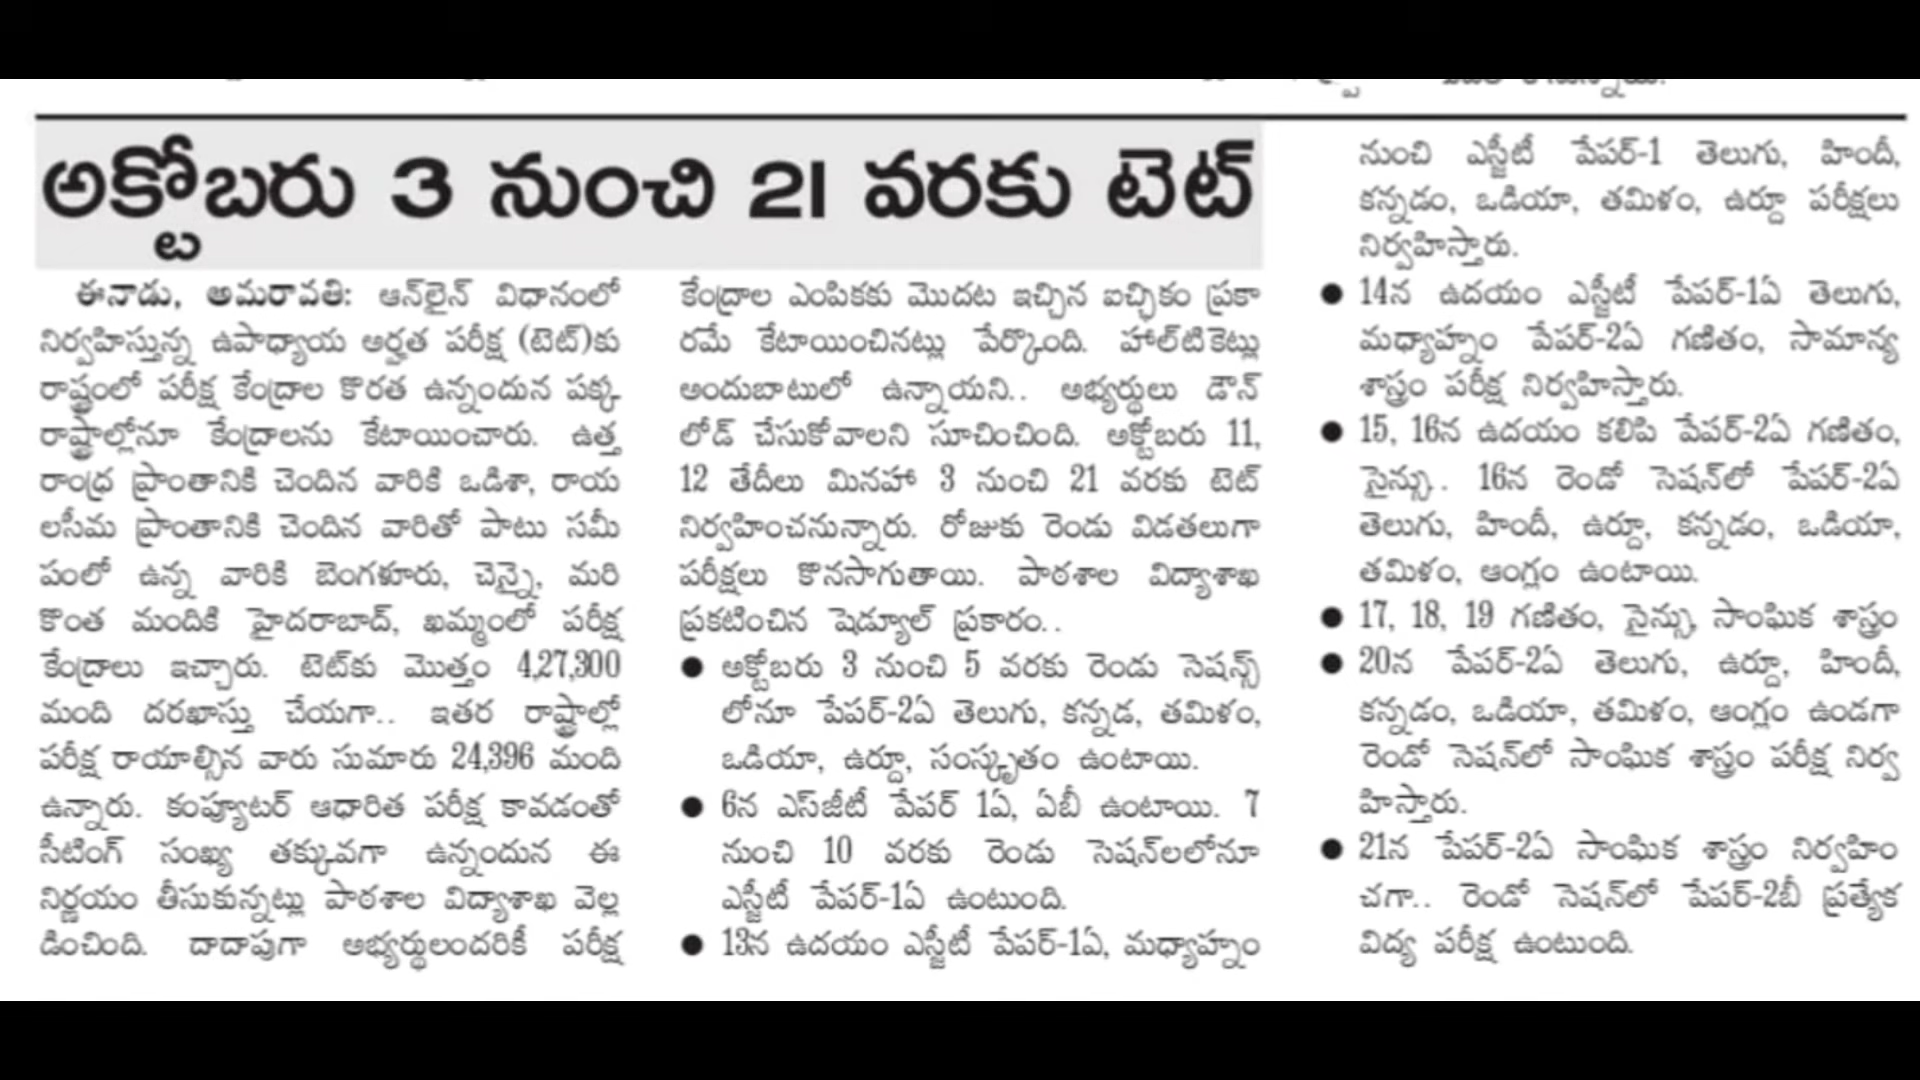 అక్టోబరు 3 నుంచి 21 వరకు టెట్
ఈనాడు, అమరావతి: ఆన్‌లైన్ విధానంలో
నిర్వహిస్తున్న ఉపాధ్యాయ అర్హత పరీక్ష (టెట్)కు
రాష్ట్రంలో పరీక్ష కేంద్రాల కొరత ఉన్నందున పక్క
రాష్ట్రాల్లోనూ కేంద్రాలను కేటాయించారు. ఉత్త
రాంధ్ర ప్రాంతానికి చెందిన వారికి ఒడిశా, రాయ
లసీమ ప్రాంతానికి చెందిన వారితో పాటు సమీ
పంలో ఉన్న వారికి బెంగళూరు, చెన్నై, మరి
కొంత మందికి హైదరాబాద్, ఖమ్మంలో పరీక్ష
కేంద్రాలు ఇచ్చారు. టెట్‌కు మొత్తం 4,27,300
మంది దరఖాస్తు చేయగా.. ఇతర రాష్ట్రాల్లో
పరీక్ష రాయాల్సిన వారు సుమారు 24,396 మంది
ఉన్నారు. కంప్యూటర్ ఆధారిత పరీక్ష కావడంతో
సీటింగ్ సంఖ్య తక్కువగా ఉన్నందున ఈ
నిర్ణయం తీసుకున్నట్లు పాఠశాల విద్యాశాఖ వెల్ల
డించింది. దాదాపుగా అభ్యర్థులందరికీ పరీక్ష
కేంద్రాల ఎంపికకు మొదట ఇచ్చిన ఐచ్ఛికం ప్రకా
రమే కేటాయించినట్లు పేర్కొంది. హాల్‌టికెట్లు
అందుబాటులో ఉన్నాయని.. అభ్యర్థులు డౌన్
లోడ్ చేసుకోవాలని సూచించింది. అక్టోబరు 11,
12 తేదీలు మినహా 3 నుంచి 21 వరకు టెట్
నిర్వహించనున్నారు. రోజుకు రెండు విడతలుగా
పరీక్షలు కొనసాగుతాయి. పాఠశాల విద్యాశాఖ
ప్రకటించిన షెడ్యూల్ ప్రకారం..
● అక్టోబరు 3 నుంచి 5 వరకు రెండు సెషన్స్
లోనూ పేపర్-2ఏ తెలుగు, కన్నడ, తమిళం,
ఒడియా, ఉర్దూ, సంస్కృతం ఉంటాయి.
● 6న ఎస్‌జీటీ పేపర్ 1ఏ, ఏబీ ఉంటాయి. 7
నుంచి 10 వరకు రెండు సెషన్‌లలోనూ
ఎస్జీటీ పేపర్-1ఏ ఉంటుంది.
● 13న ఉదయం ఎస్జీటీ పేపర్-1ఏ, మధ్యాహ్నం
నుంచి ఎస్జీటీ పేపర్-1 తెలుగు, హిందీ,
కన్నడం, ఒడియా, తమిళం, ఉర్దూ పరీక్షలు
నిర్వహిస్తారు.
● 14న ఉదయం ఎస్జీటీ పేపర్-1ఏ తెలుగు,
మధ్యాహ్నం పేపర్-2ఏ గణితం, సామాన్య
శాస్త్రం పరీక్ష నిర్వహిస్తారు.
● 15, 16న ఉదయం కలిపి పేపర్-2ఏ గణితం,
సైన్సు.. 16న రెండో సెషన్‌లో పేపర్-2ఏ
తెలుగు, హిందీ, ఉర్దూ, కన్నడం, ఒడియా,
తమిళం, ఆంగ్లం ఉంటాయి.
● 17, 18, 19 గణితం, సైన్సు, సాంఘిక శాస్త్రం
● 20న పేపర్-2ఏ తెలుగు, ఉర్దూ, హిందీ,
కన్నడం, ఒడియా, తమిళం, ఆంగ్లం ఉండగా
రెండో సెషన్‌లో సాంఘిక శాస్త్రం పరీక్ష నిర్వ
హిస్తారు.
● 21న పేపర్-2ఏ సాంఘిక శాస్త్రం నిర్వహిం
చగా.. రెండో సెషన్‌లో పేపర్-2బీ ప్రత్యేక
విద్య పరీక్ష ఉంటుంది.